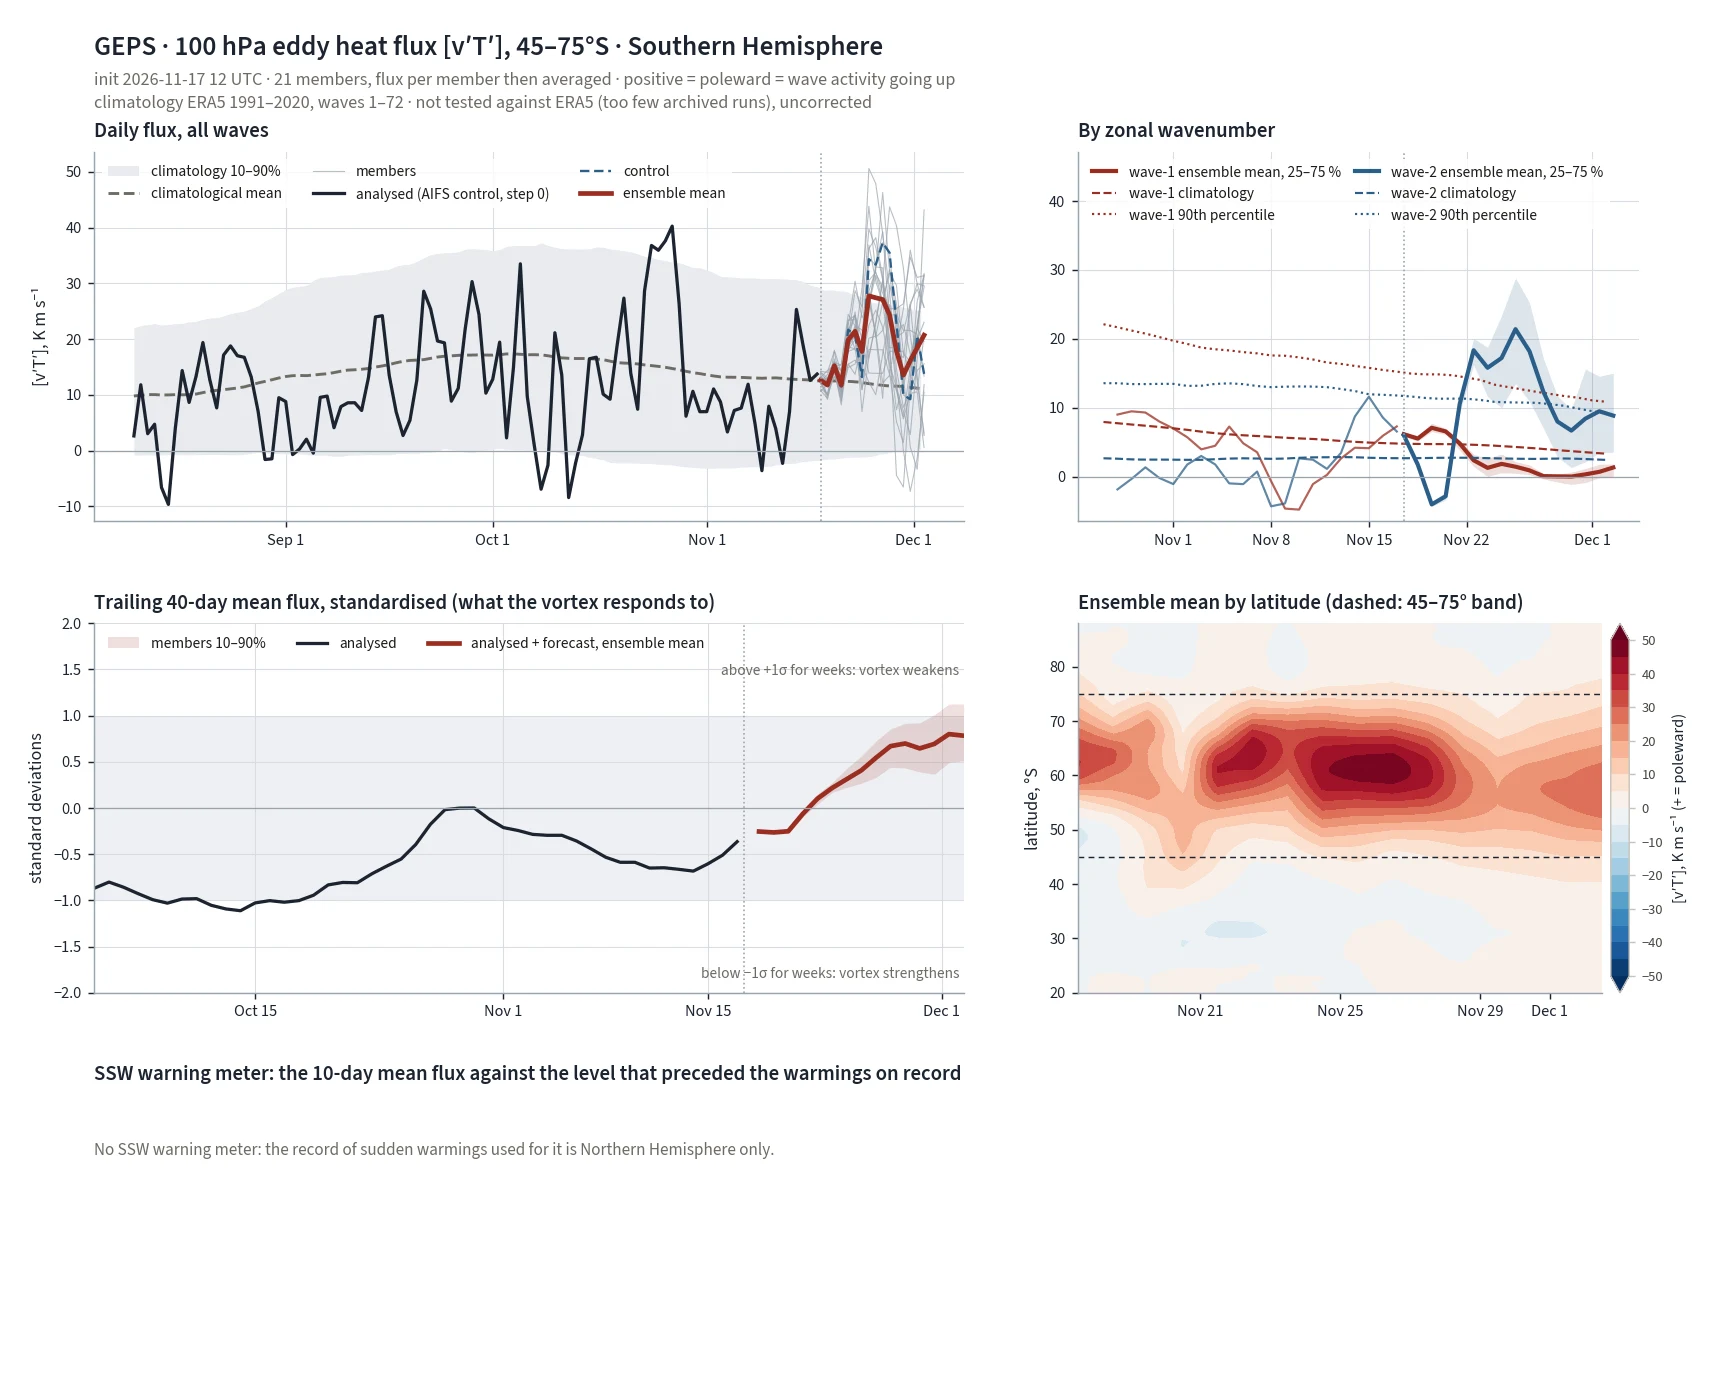 GEPS · 100 hPa eddy heat flux [v′T′], 45–75°S · Southern Hemisphere
init 2026-11-17 12 UTC · 21 members, flux per member then averaged · positive = poleward = wave activity going up
climatology ERA5 1991–2020, waves 1–72 · not tested against ERA5 (too few archived runs), uncorrected
Daily flux, all waves
climatology 10–90%
members
control
climatological mean
analysed (AIFS control, step 0)
ensemble mean
[v′T′], K m s⁻¹
50
40
30
20
10
0
−10
Sep 1
Oct 1
Nov 1
Dec 1
By zonal wavenumber
wave-1 ensemble mean, 25–75 %
wave-2 ensemble mean, 25–75 %
wave-1 climatology
wave-2 climatology
wave-1 90th percentile
wave-2 90th percentile
40
30
20
10
0
Nov 1
Nov 8
Nov 15
Nov 22
Dec 1
Trailing 40-day mean flux, standardised (what the vortex responds to)
members 10–90%
analysed
analysed + forecast, ensemble mean
above +1σ for weeks: vortex weakens
below −1σ for weeks: vortex strengthens
standard deviations
2.0
1.5
1.0
0.5
0.0
−0.5
−1.0
−1.5
−2.0
Oct 15
Nov 1
Nov 15
Dec 1
Ensemble mean by latitude (dashed: 45–75° band)
latitude, °S
80
70
60
50
40
30
20
Nov 21
Nov 25
Nov 29
Dec 1
50
40
30
20
10
0
−10
−20
−30
−40
−50
[v′T′], K m s⁻¹ (+ = poleward)
SSW warning meter: the 10-day mean flux against the level that preceded the warmings on record
No SSW warning meter: the record of sudden warmings used for it is Northern Hemisphere only.